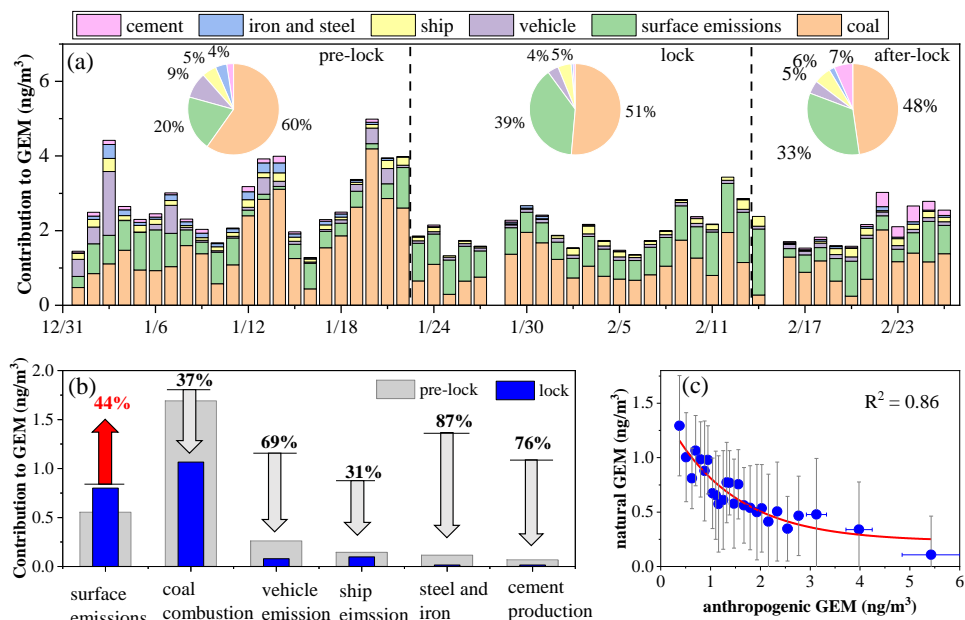 cement iron and steel ship vehicle surface emissions coal
(a) pre-lock lock after-lock
Contribution to GEM (ng/m³)
6
4
2
0
4%
5%
9%
20%
60%
4% 5%
39%
51%
7%
6%
5%
33%
48%
12/31 1/6 1/12 1/18 1/24 1/30 2/5 2/11 2/17 2/23
(b)
pre-lock lock
Contribution to GEM (ng/m³)
2.0
1.5
1.0
0.5
0.0
44%
37%
69%
31%
87%
76%
surface
emissions
coal
combustion
vehicle
emission
ship
eimssion
steel and
iron
cement
production
(c)
R² = 0.86
natural GEM (ng/m³)
1.5
1.0
0.5
0.0
0 1 2 3 4 5 6
anthropogenic GEM (ng/m³)